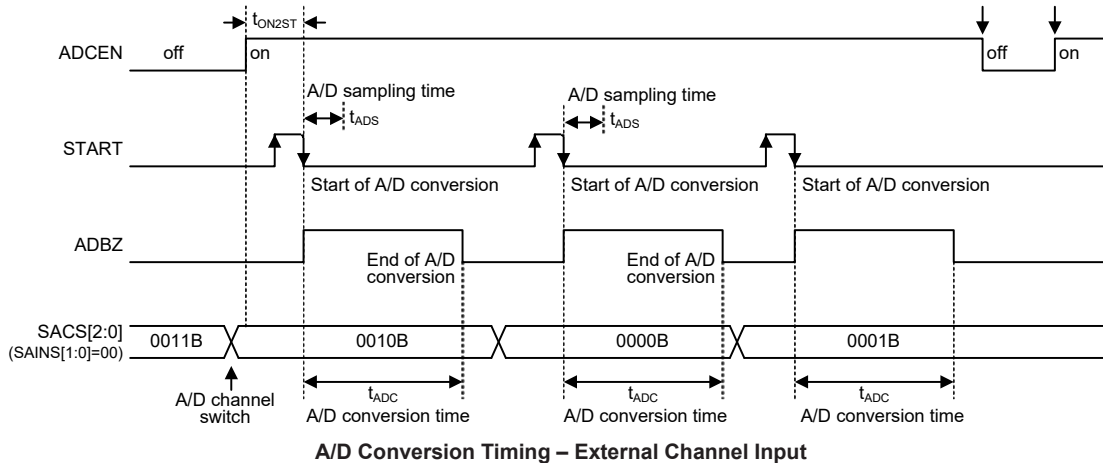 tON2ST
ADCEN off on off on
A/D sampling time A/D sampling time
tADS tADS
START
Start of A/D conversion Start of A/D conversion Start of A/D conversion
ADBZ
End of A/D conversion End of A/D conversion
SACS[2:0]
(SAINS[1:0]=00)
0011B 0010B 0000B 0001B
A/D channel switch
tADC tADC tADC
A/D conversion time A/D conversion time A/D conversion time
A/D Conversion Timing – External Channel Input